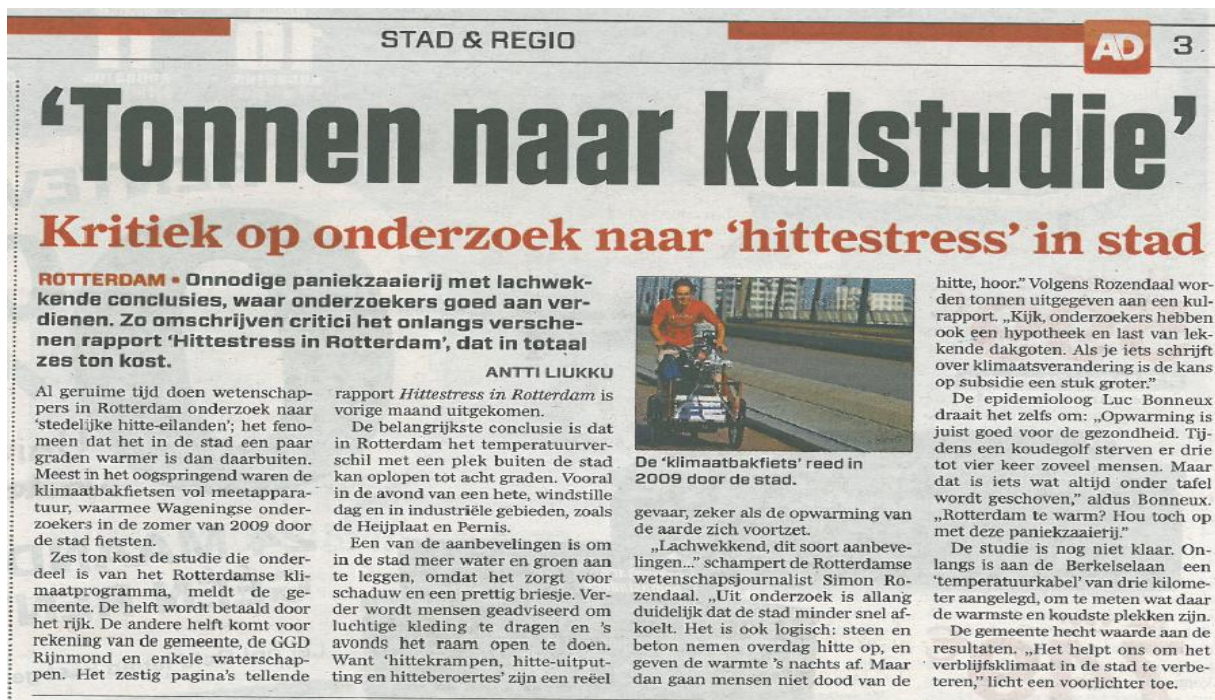 STAD & REGIO
AD
3
‘Tonnen naar kulstudie’
Kritiek op onderzoek naar ‘hittestress’ in stad
ROTTERDAM • Onnodige paniekzaaierij met lachwek-
kende conclusies, waar onderzoekers goed aan ver-
dienen. Zo omschrijven critici het onlangs versche-
nen rapport ‘Hittestress in Rotterdam’, dat in totaal
zes ton kost.
ANTTI LIUKKU
Al geruime tijd doen wetenschap-
pers in Rotterdam onderzoek naar
‘stedelijke hitte-eilanden’; het feno-
meen dat het in de stad een paar
graden warmer is dan daarbuiten.
Meest in het oogspringend waren de
klimaatbakfietsen vol meetappara-
tuur, waarmee Wageningse onder-
zoekers in de zomer van 2009 door
de stad fietsten.
Zes ton kost de studie die onder-
deel is van het Rotterdamse kli-
maatprogramma, meldt de ge-
meente. De helft wordt betaald door
het rijk. De andere helft komt voor
rekening van de gemeente, de GGD
Rijnmond en enkele waterschap-
pen. Het zestig pagina’s tellende
rapport Hittestress in Rotterdam is
vorige maand uitgekomen.
De belangrijkste conclusie is dat
in Rotterdam het temperatuurver-
schil met een plek buiten de stad
kan oplopen tot acht graden. Vooral
in de avond van een hete, windstille
dag en in industriële gebieden, zoals
de Heijplaat en Pernis.
Een van de aanbevelingen is om
in de stad meer water en groen aan
te leggen, omdat het zorgt voor
schaduw en een prettig briesje. Ver-
der wordt mensen geadviseerd om
luchtige kleding te dragen en ’s
avonds het raam open te doen.
Want ‘hittekrampen, hitte-uitput-
ting en hitteberoertes’ zijn een reëel
De ‘klimaatbakfiets’ reed in
2009 door de stad.
gevaar, zeker als de opwarming van
de aarde zich voortzet.
„Lachwekkend, dit soort aanbeve-
lingen...” schampert de Rotterdamse
wetenschapsjournalist Simon Ro-
zendaal. „Uit onderzoek is allang
duidelijk dat de stad minder snel af-
koelt. Het is ook logisch: steen en
beton nemen overdag hitte op, en
geven de warmte ’s nachts af. Maar
dan gaan mensen niet dood van de
hitte, hoor.” Volgens Rozendaal wor-
den tonnen uitgegeven aan een kul-
rapport. „Kijk, onderzoekers hebben
ook een hypotheek en last van lek-
kende dakgoten. Als je iets schrijft
over klimaatsverandering is de kans
op subsidie een stuk groter.”
De epidemioloog Luc Bonneux
draait het zelfs om: „Opwarming is
juist goed voor de gezondheid. Tij-
dens een koudegolf sterven er drie
tot vier keer zoveel mensen. Maar
dat is iets wat altijd onder tafel
wordt geschoven,” aldus Bonneux.
„Rotterdam te warm? Hou toch op
met deze paniekzaaierij.”
De studie is nog niet klaar. On-
langs is aan de Berkelselaan een
‘temperatuurkabel’ van drie kilome-
ter aangelegd, om te meten wat daar
de warmste en koudste plekken zijn.
De gemeente hecht waarde aan de
resultaten. „Het helpt ons om het
verblijfsklimaat in de stad te verbe-
teren,” licht een voorlichter toe.